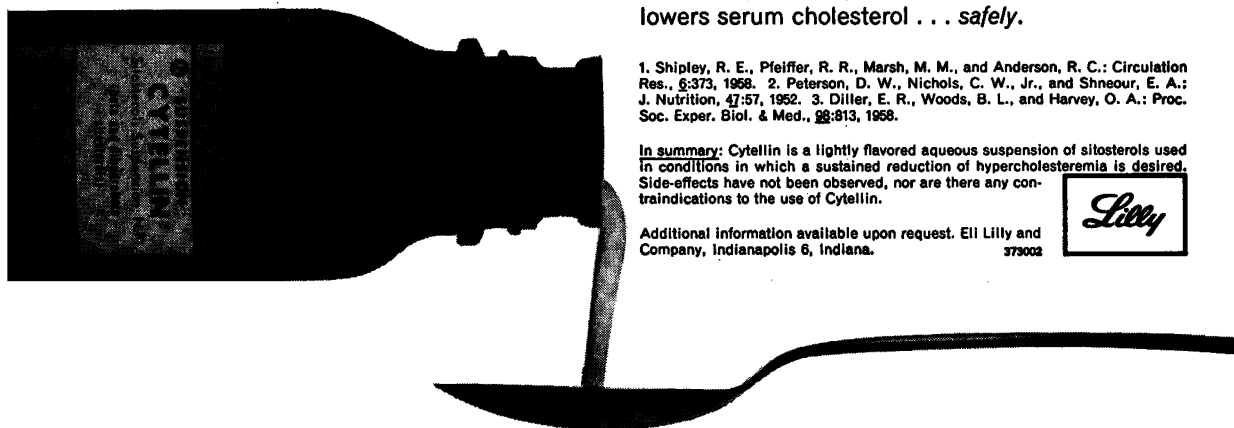 lowers serum cholesterol . . . safely.
1. Shipley, R. E., Pfeiffer, R. R., Marsh, M. M., and Anderson, R. C.: Circulation
Res., 6:373, 1958. 2. Peterson, D. W., Nichols, C. W., Jr., and Shneour, E. A.:
J. Nutrition, 47:57, 1952. 3. Diller, E. R., Woods, B. L., and Harvey, O. A.: Proc.
Soc. Exper. Biol. & Med., 98:813, 1958.
In summary: Cytellin is a lightly flavored aqueous suspension of sitosterols used
in conditions in which a sustained reduction of hypercholesteremia is desired.
Side-effects have not been observed, nor are there any con-
traindications to the use of Cytellin.
Additional information available upon request. Eli Lilly and
Company, Indianapolis 6, Indiana. 373002
Lilly
SUSPENSION
CYTELLIN